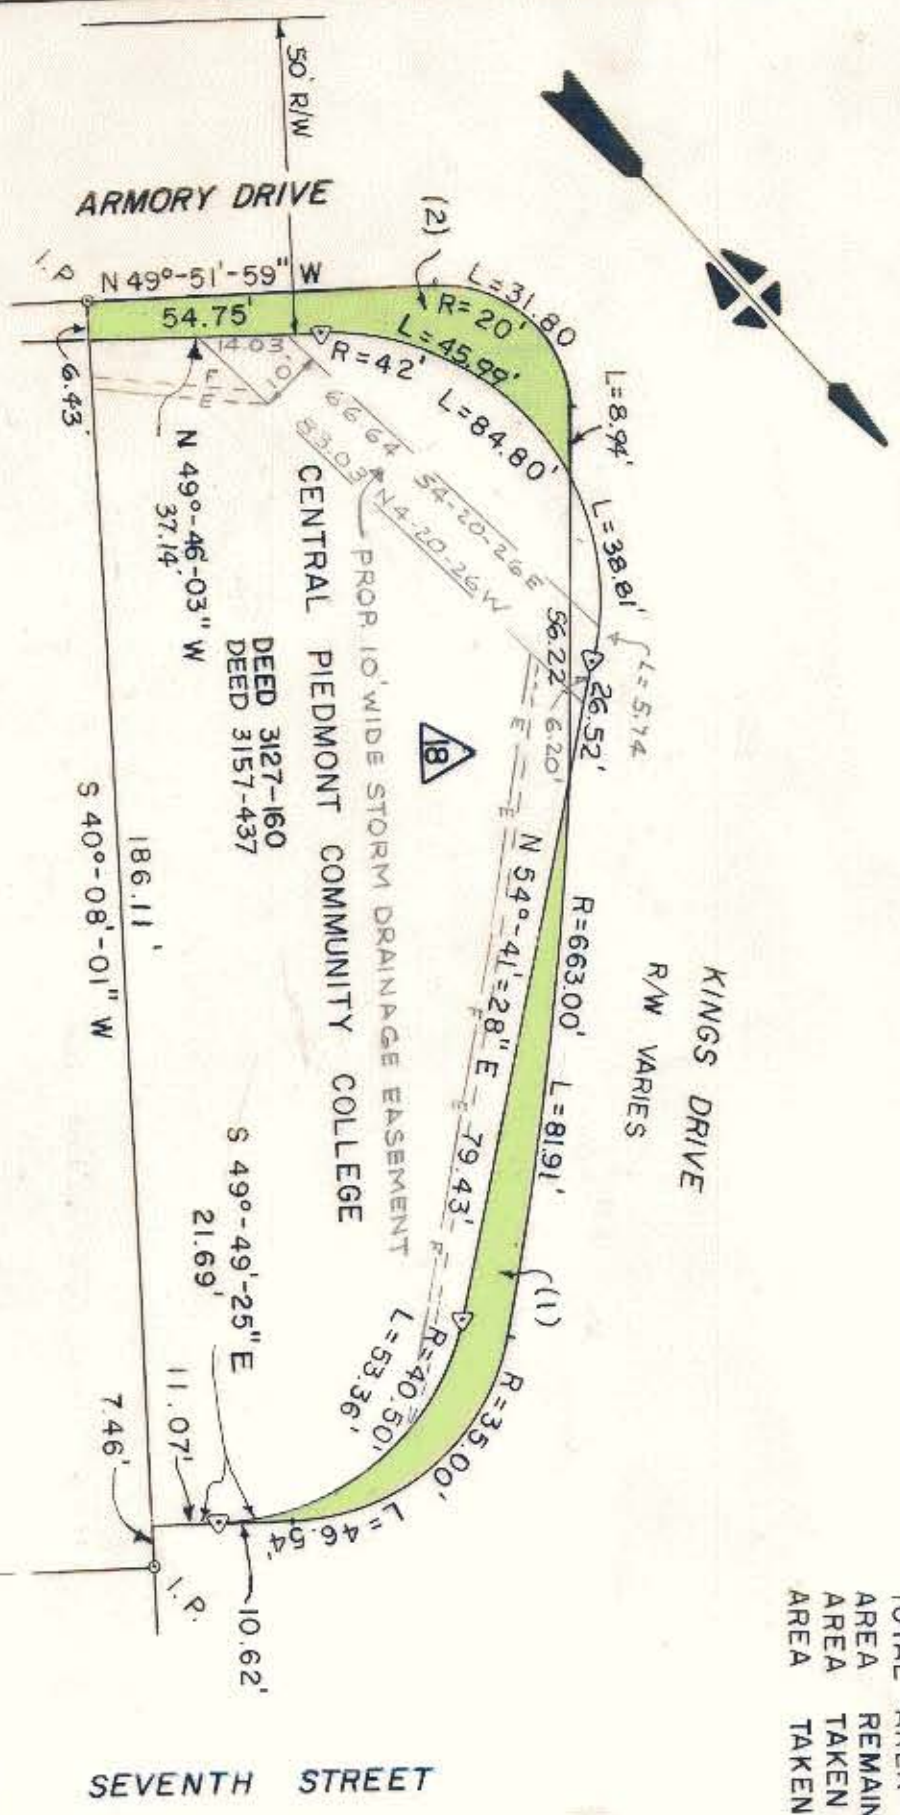 50' R/W
ARMORY DRIVE
(2)
I.P.
N 49°-51'-59" W
54.75'
L=31.80
R=20'
L=45.99'
R=42'
L=84.80'
L=8.94'
L=38.81'
14.03'
10'
6.43'
N 49°-46-03" W
37.14'
66.64
S4-20-26E
83.03
N4-20-26 W
56.22'
6.20'
26.52'
L=5.74
PROP. 10' WIDE STORM DRAINAGE EASEMENT
CENTRAL PIEDMONT COMMUNITY COLLEGE
DEED 3127-160
DEED 3157-437
18
KINGS DRIVE
R/W VARIES
R=663.00' L=81.91'
N 54°-41'=28" E 79.43'
E E E
(1)
186.11'
S 40°-08'-01" W
S 49°-49'-25" E
21.69'
11.07'
7.46'
R=40.50'
L=53.36'
R=35.00'
L=46.54'
10.62'
I.P.
SEVENTH STREET
AREA REMAIN
AREA TAKEN
AREA TAKEN